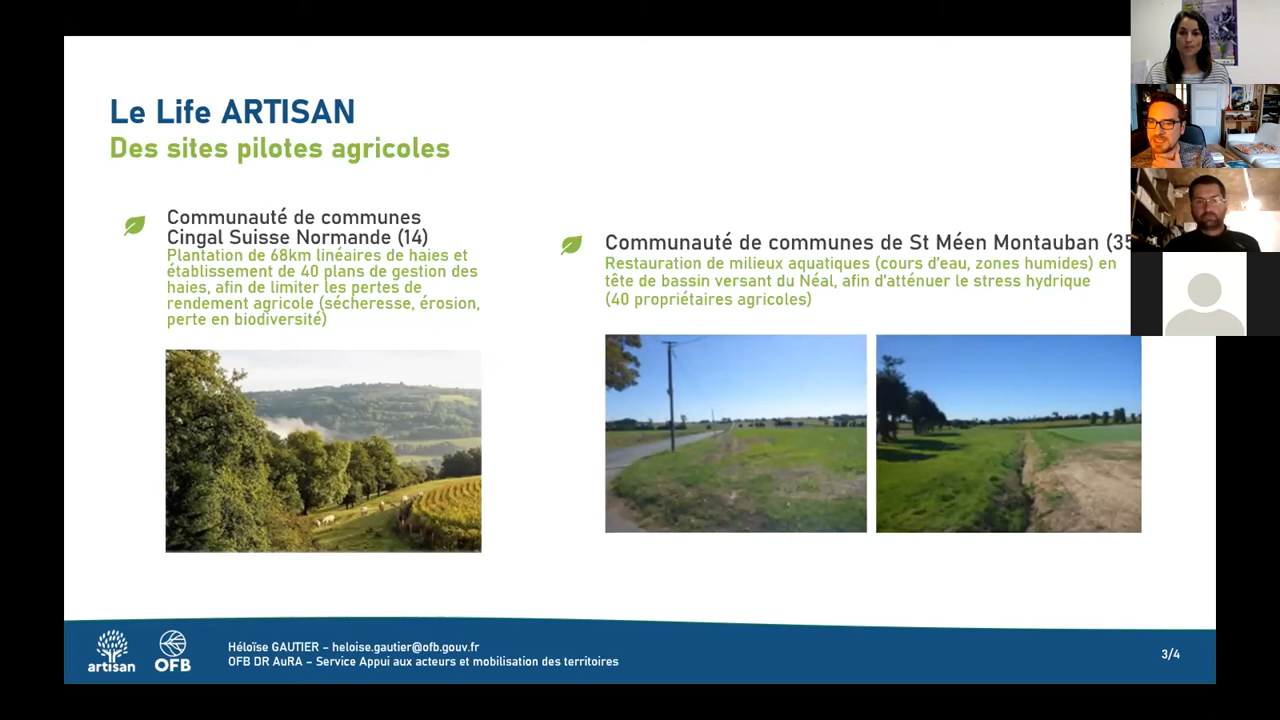 Le Life ARTISAN
Des sites pilotes agricoles
Communauté de communes
Cingal Suisse Normande (14)
Plantation de 68km linéaires de haies et
établissement de 40 plans de gestion des
haies, afin de limiter les pertes de
rendement agricole (sécheresse, érosion,
perte en biodiversité)
Communauté de communes de St Méen Montauban (35
Restauration de milieux aquatiques (cours d'eau, zones humides) en
tête de bassin versant du Néal, afin d'atténuer le stress hydrique
(40 propriétaires agricoles)
artisan
OFB
Héloïse GAUTIER – heloise.gautier@ofb.gouv.fr
OFB DR AuRA – Service Appui aux acteurs et mobilisation des territoires
3/4